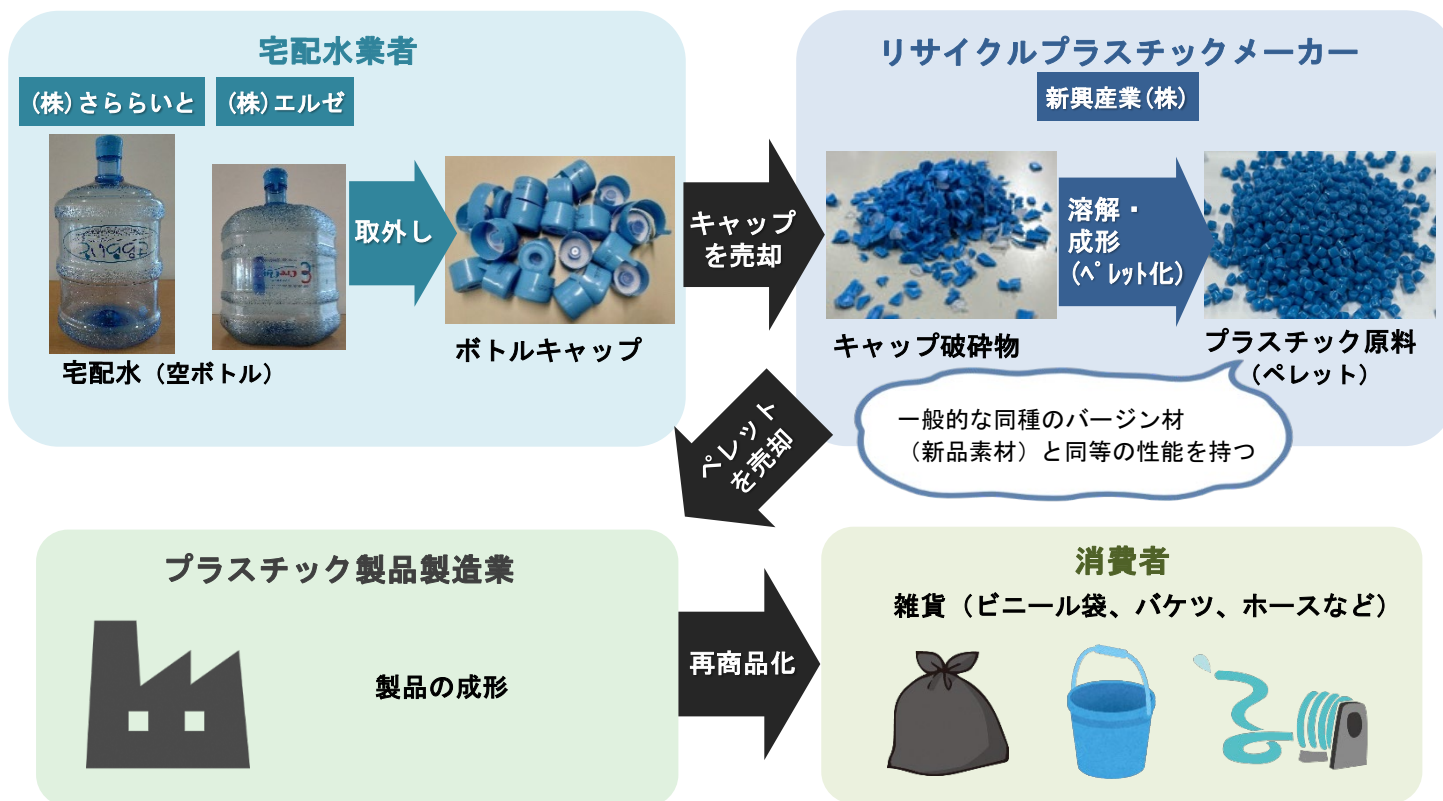 宅配水業者
(株)さららいと
(株)エルゼ
取外し
宅配水(空ボトル)
ボトルキャップ
キャップ
を売却
リサイクルプラスチックメーカー
新興産業(株)
溶解・
成形
(ペレット化)
キャップ破砕物
プラスチック原料
(ペレット)
一般的な同種のバージン材
(新品素材)と同等の性能を持つ
ペレット
を売却
プラスチック製品製造業
製品の成形
再商品化
消費者
雑貨(ビニール袋、バケツ、ホースなど)